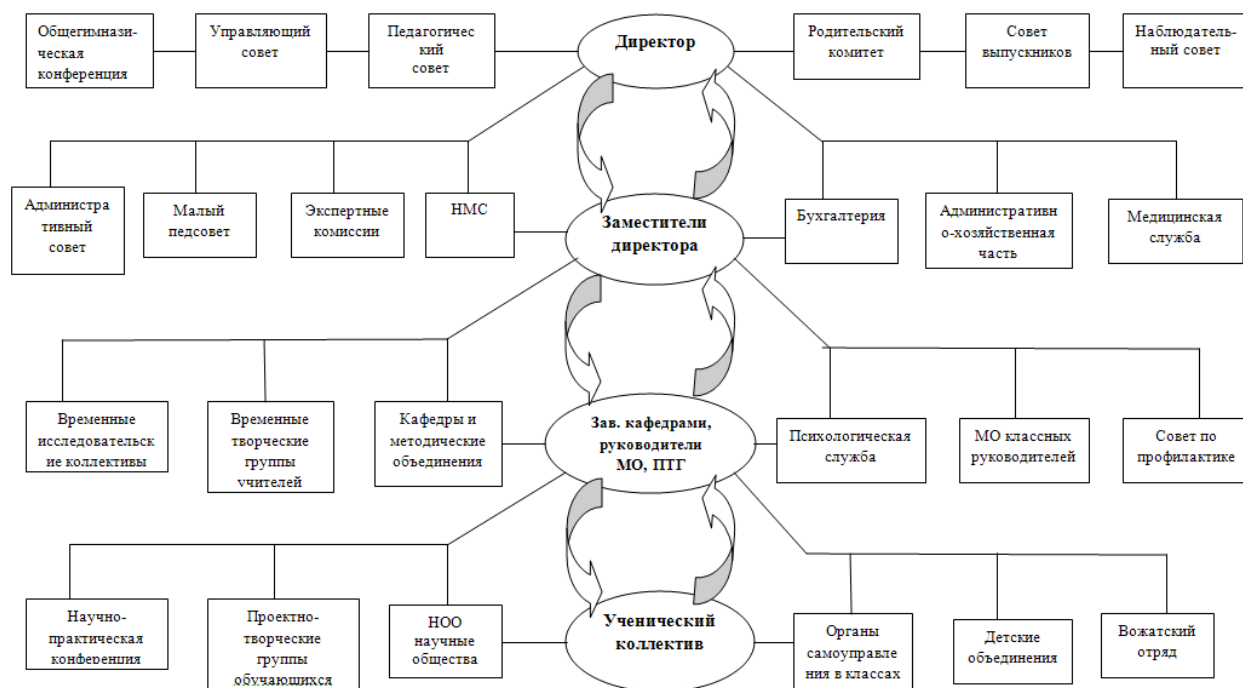 Общегимнази-
ческая
конференция
Управляющий
совет
Педагогичес
кий
совет
Директор
Родительский
комитет
Совет
выпускников
Наблюдатель-
ный совет
Администра
тивный
совет
Малый
педсовет
Экспертные
комиссии
НМС
Заместители
директора
Бухгалтерия
Административн
о-хозяйственная
часть
Медицинская
служба
Временные
исследовательск
ие коллективы
Временные
творческие
группы
учителей
Кафедры и
методические
объединения
Зав. кафедрами,
руководители
МО, ПТГ
Психологическая
служба
МО классных
руководителей
Совет по
профилактике
Научно-
практическая
конференция
Проектно-
творческие
группы
обучающихся
НОО
научные
общества
Ученический
коллектив
Органы
самоуправле
ния в классах
Детские
объединения
Вожатский
отряд